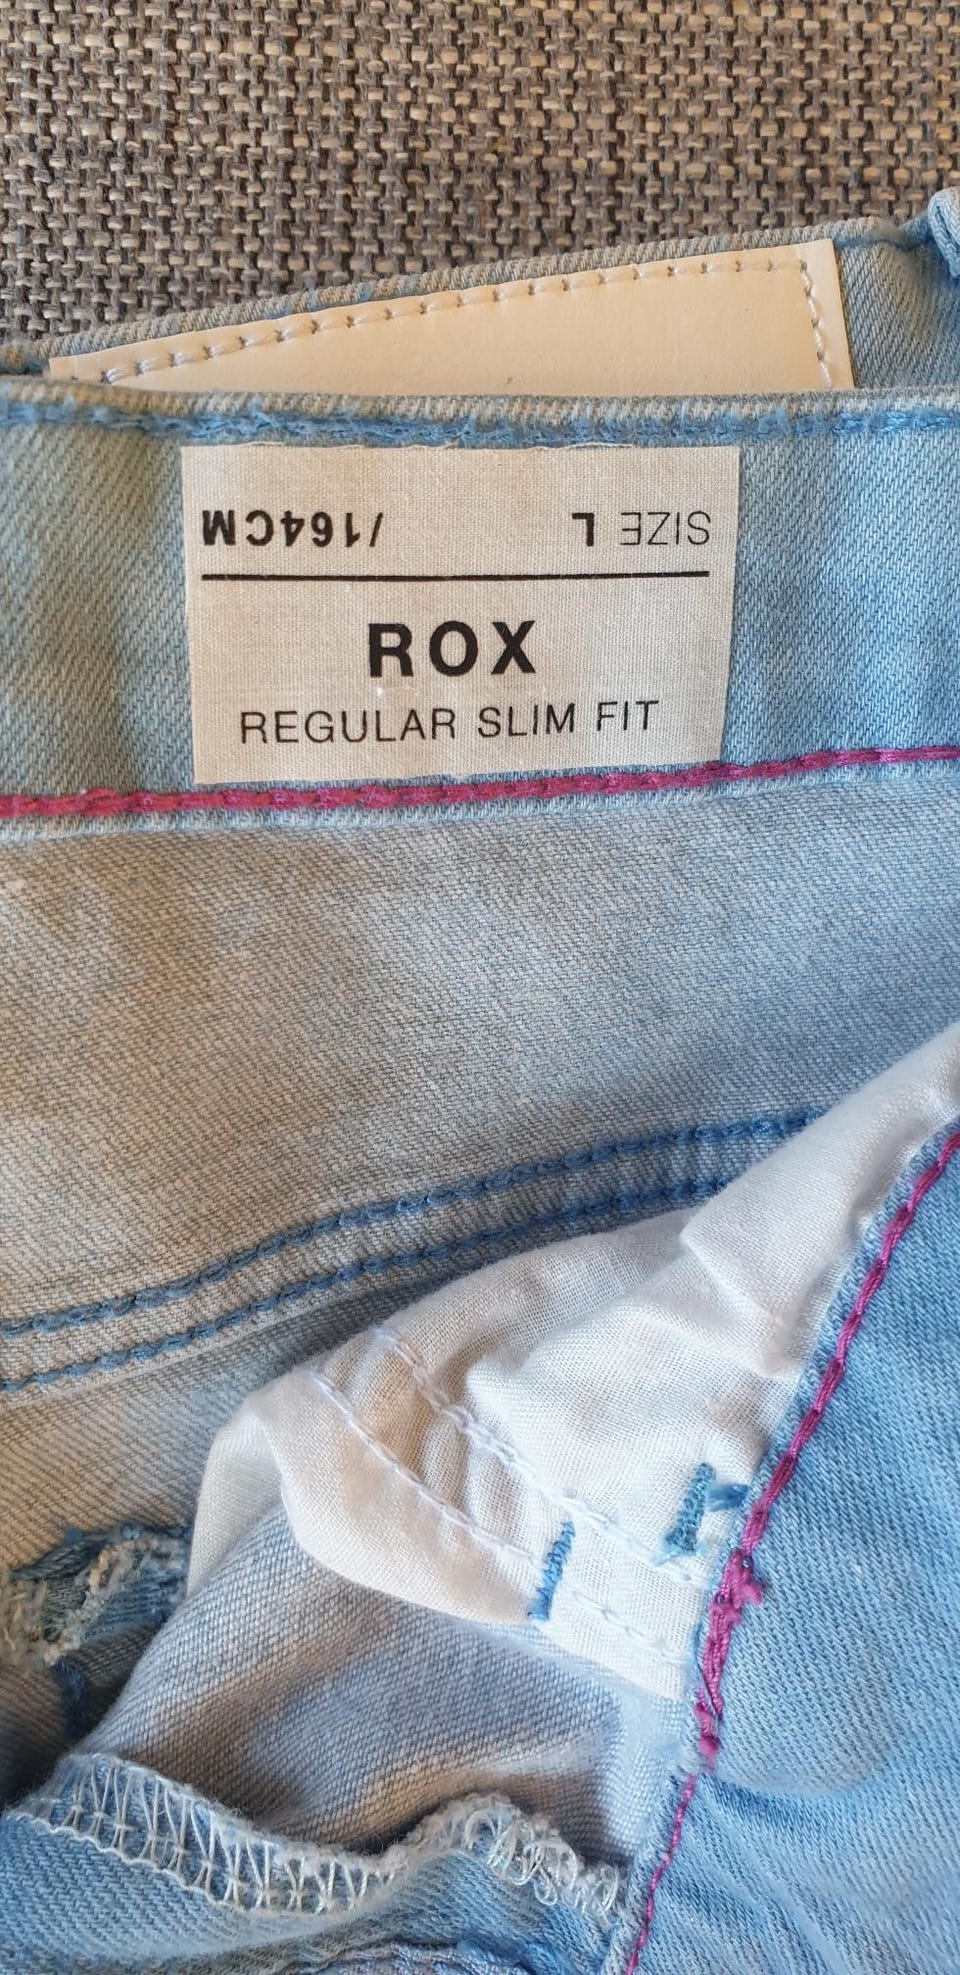 SIZE L /164CM
ROX
REGULAR SLIM FIT